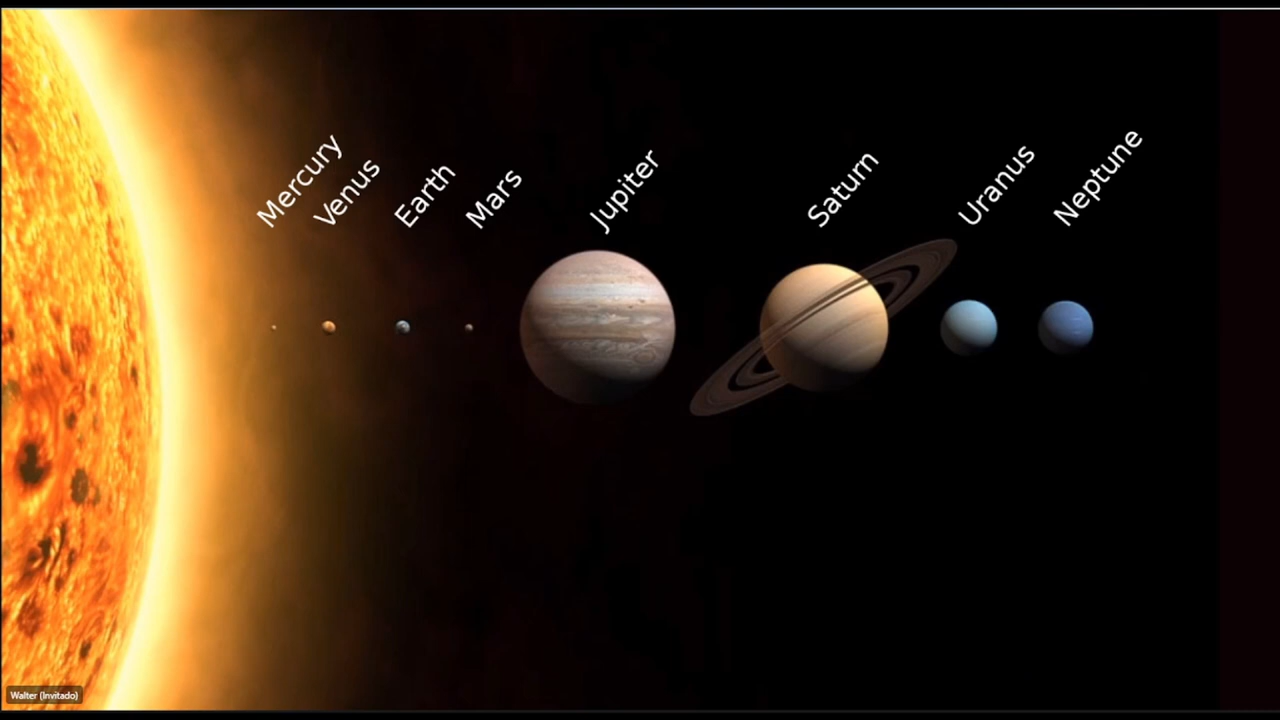 Mercury
Venus
Earth
Mars
Jupiter
Saturn
Uranus
Neptune
Walter (Invitado)